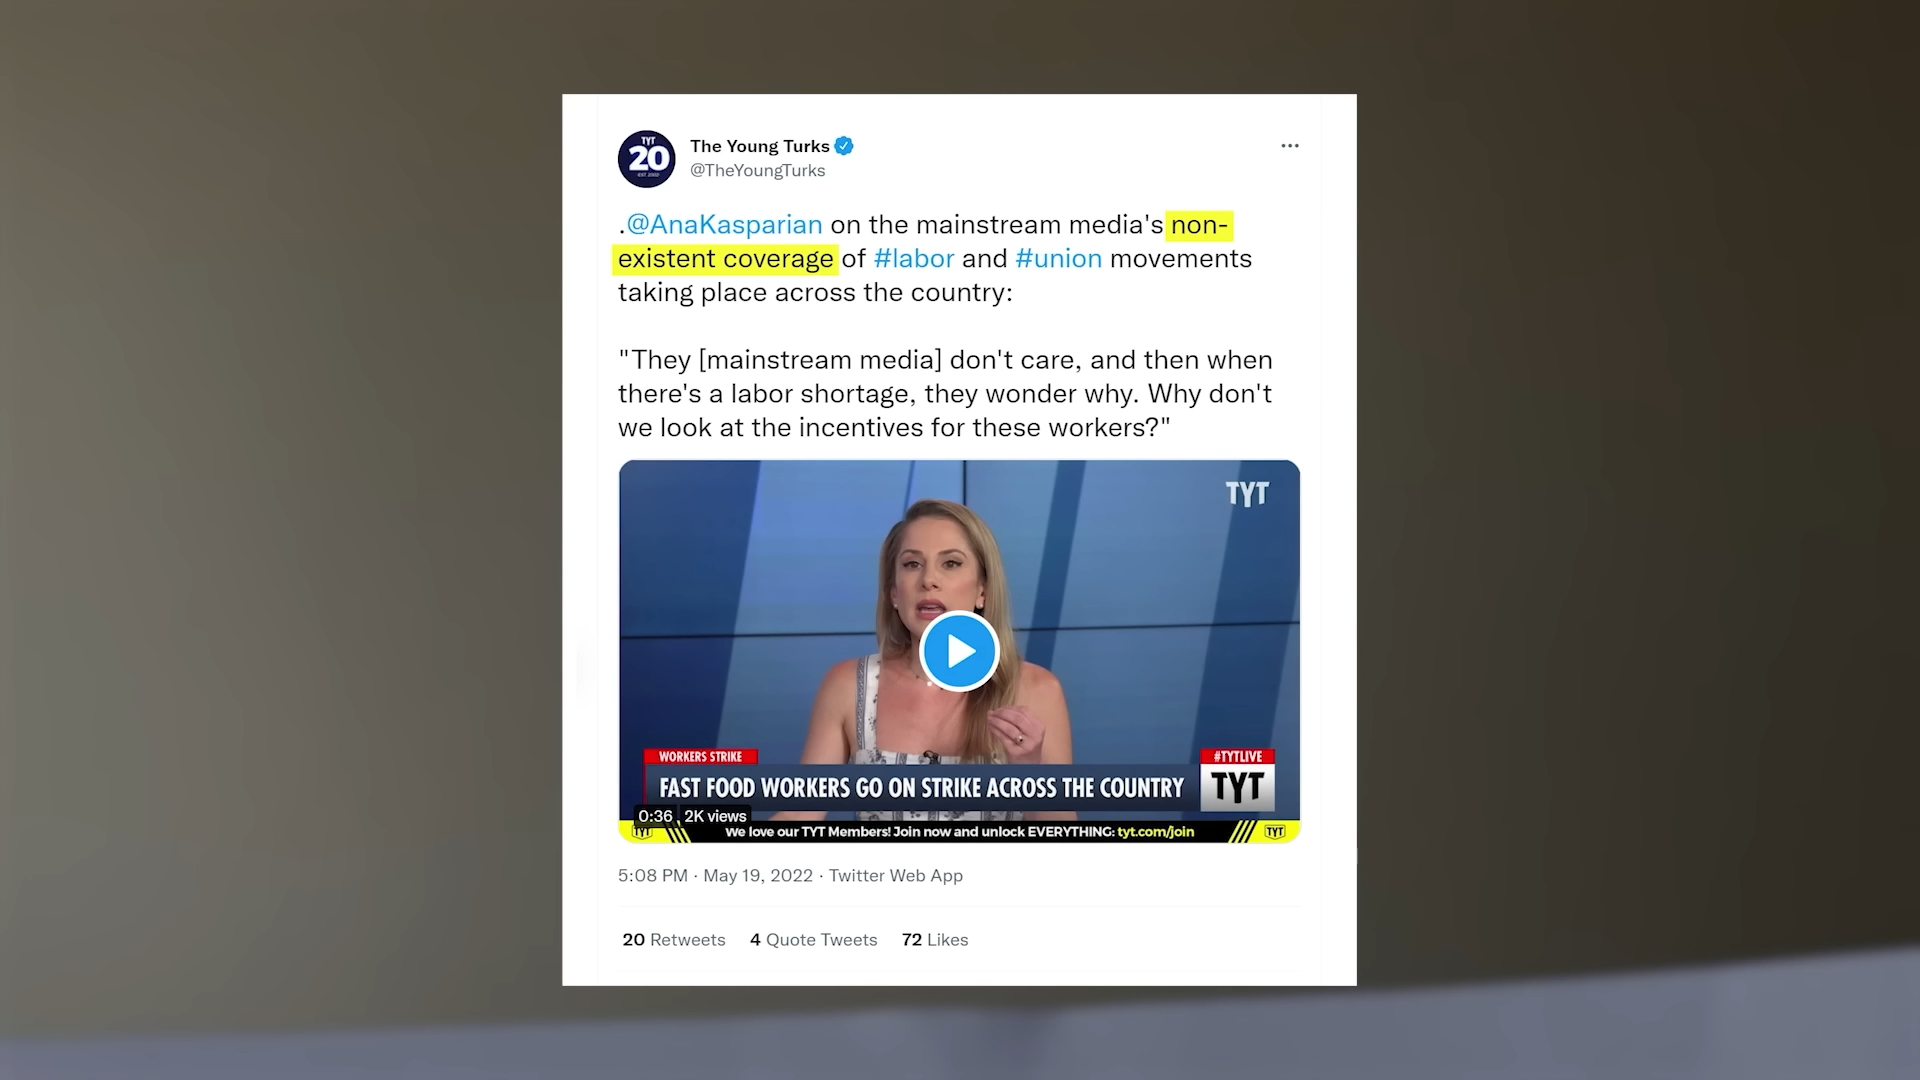 TYT
20
EST. 2002
The Young Turks
@TheYoungTurks
.@AnaKasparian on the mainstream media's non-
existent coverage of #labor and #union movements
taking place across the country:
"They [mainstream media] don't care, and then when
there's a labor shortage, they wonder why. Why don't
we look at the incentives for these workers?"
TYT
WORKERS STRIKE
#TYTLIVE
FAST FOOD WORKERS GO ON STRIKE ACROSS THE COUNTRY
TYT
0:36 2K views
TYT
We love our TYT Members! Join now and unlock EVERYTHING: tyt.com/join
TYT
5:08 PM · May 19, 2022 · Twitter Web App
20 Retweets 4 Quote Tweets 72 Likes